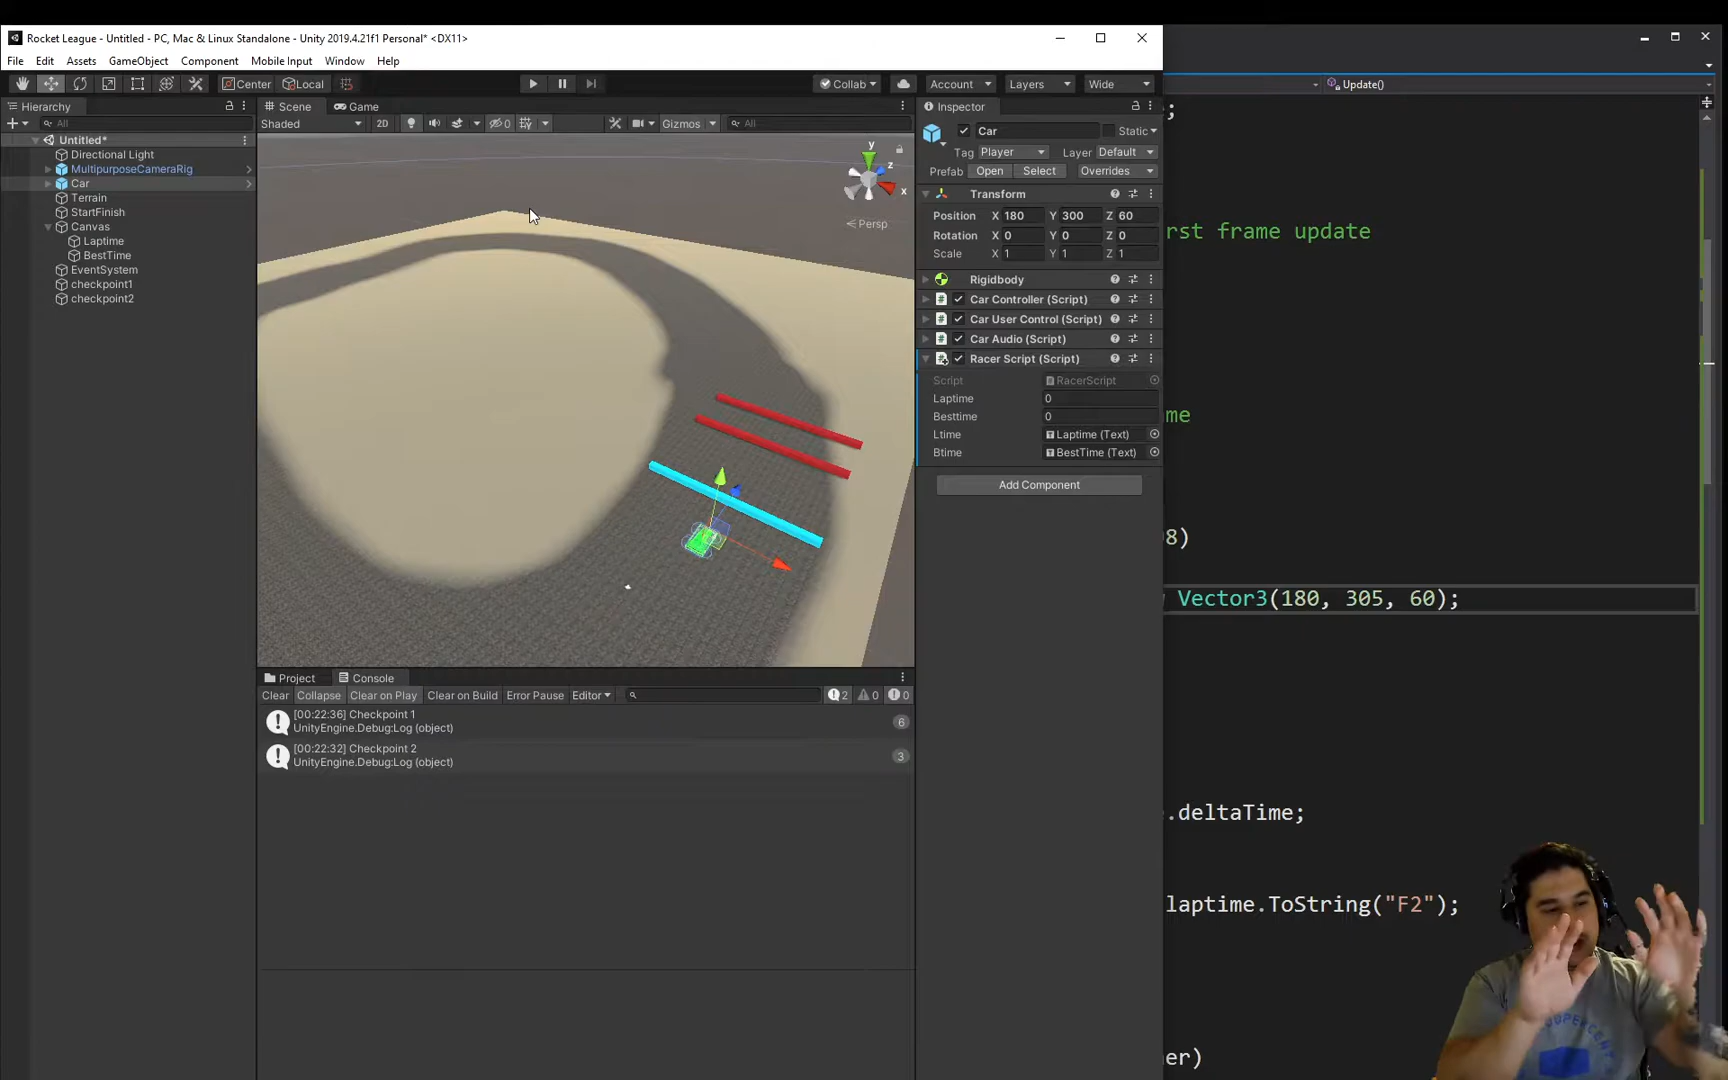 Rocket League - Untitled - PC, Mac & Linux Standalone - Unity 2019.4.21f1 Personal* <DX11>
File Edit Assets GameObject Component Mobile Input Window Help
Center Local Collab Account Layers Wide
Hierarchy
All
Untitled*
Directional Light
MultipurposeCameraRig
Car
Terrain
StartFinish
Canvas
Laptime
BestTime
EventSystem
checkpoint1
checkpoint2
Scene Game
Shaded 2D 0 Gizmos All
y
z
x
Persp
Project Console
Clear Collapse Clear on Play Clear on Build Error Pause Editor 2 0 0
[00:22:36] Checkpoint 1
UnityEngine.Debug:Log (object)
6
[00:22:32] Checkpoint 2
UnityEngine.Debug:Log (object)
3
Inspector
Car Static
Tag Player Layer Default
Prefab Open Select Overrides
Transform
Position X 180 Y 300 Z 60
Rotation X 0 Y 0 Z 0
Scale X 1 Y 1 Z 1
Rigidbody
Car Controller (Script)
Car User Control (Script)
Car Audio (Script)
Racer Script (Script)
Script RacerScript
Laptime 0
Besttime 0
Ltime Laptime (Text)
Btime BestTime (Text)
Add Component
Update()
;
rst frame update
me
8)
Vector3(180, 305, 60);
.deltaTime;
laptime.ToString("F2");
er)